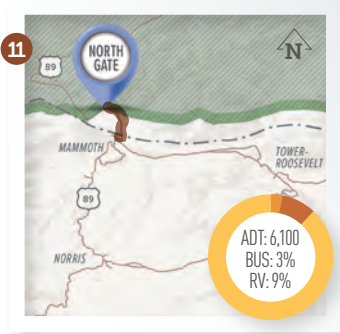 11
NORTH
GATE
N
89
MAMMOTH
TOWER-
ROOSEVELT
89
NORRIS
ADT: 6,100
BUS: 3%
RV: 9%